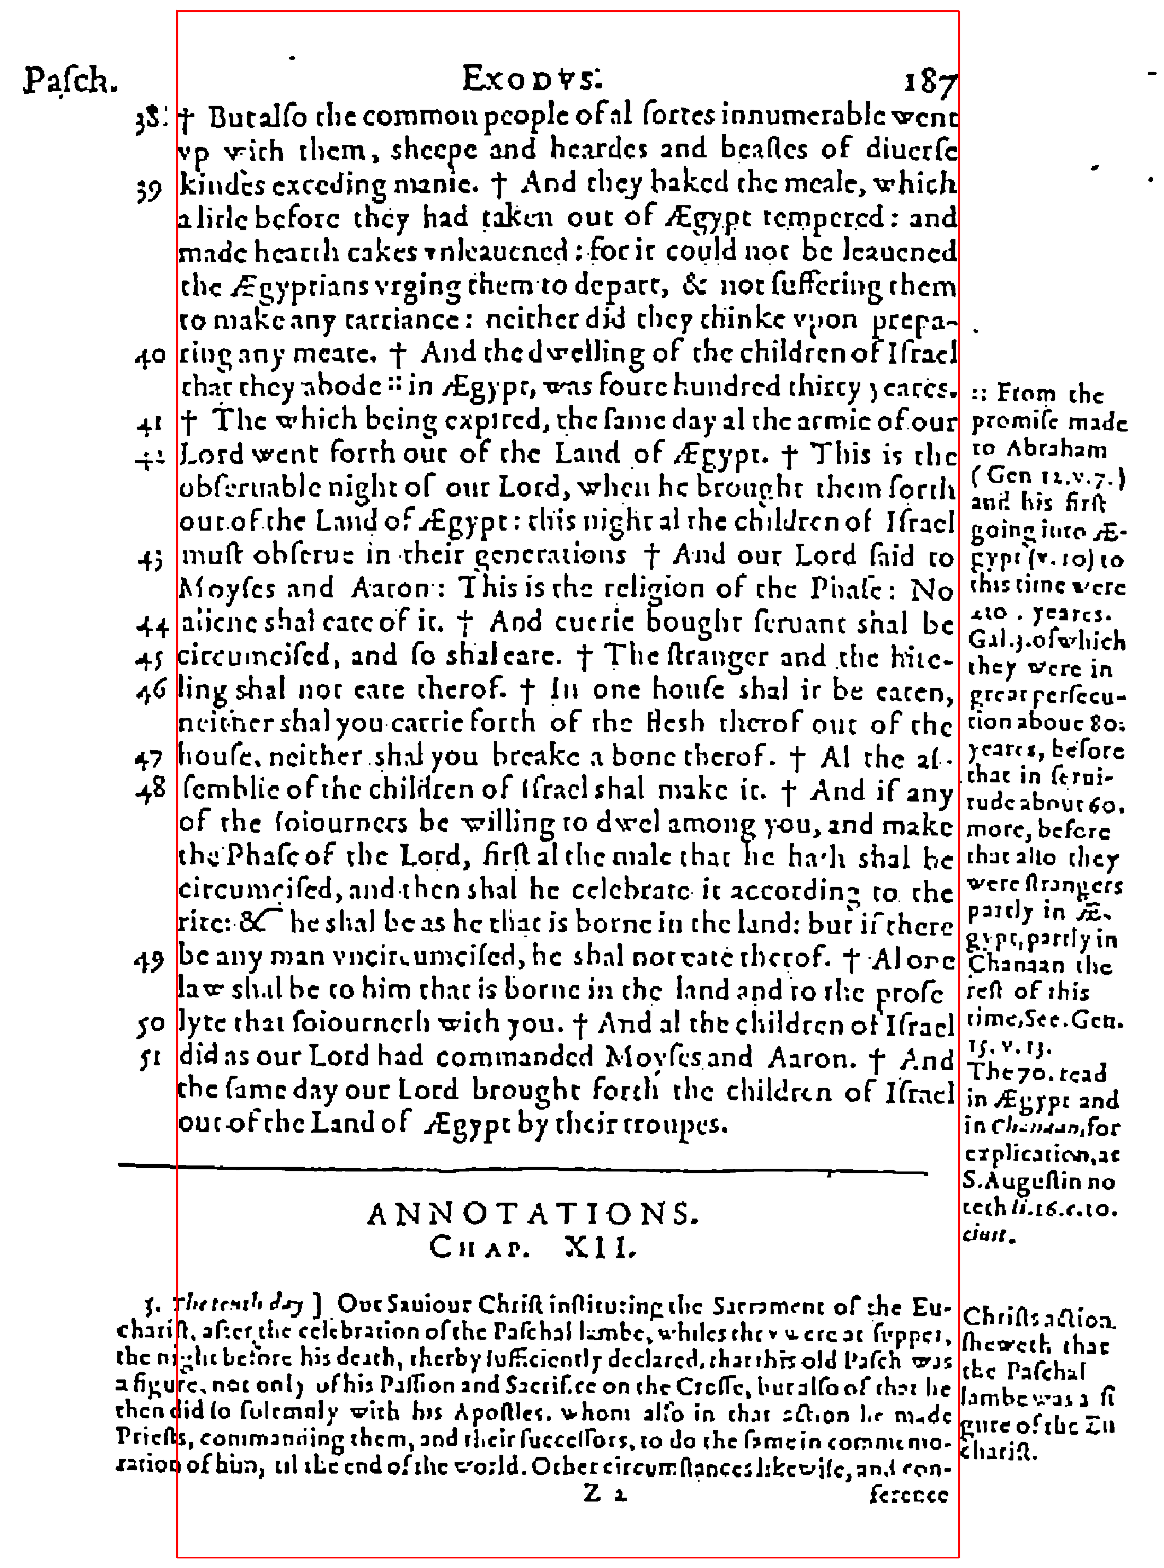 Paſch. EXODVS. 187
38. † But alſo the common people of al ſortes innumerable went
vp with them, sheepe and heardes and beaſtes of diuerſe
39 kindes exceding manie. † And they baked the meale, which
a litle before they had taken out of Ægypt tempered: and
made hearth cakes vnleauened: for it could not be leauened
the Ægyptians vrging them to depart, & not ſuffering them
to make any tarriance: neither did they thinke vpon prepa-
40 ring any meate. † And the dwelling of the children of Iſrael
that they abode :: in Ægypt, was foure hundred thirty yeares.
41 † The which being expired, the ſame day al the armie of our
42 Lord went forth out of the Land of Ægypt. † This is the
obſeruable night of our Lord, when he brought them forth
out of the Land of Ægypt: this night al the children of Iſrael
43 muſt obſerue in their generations † And our Lord ſaid to
Moyſes and Aaron: This is the religion of the Phaſe: No
44 aliene shal eate of it. † And euerie bought ſeruant shal be
45 circumciſed, and ſo shal eate. † The ſtranger and the hire-
46 ling shal not eate therof. † In one houſe shal it be eaten,
neither shal you carrie forth of the flesh therof out of the
47 houſe, neither shal you breake a bone therof. † Al the aſ-
48 ſemblie of the children of Iſrael shal make it. † And if any
of the ſoiourners be willing to dwel among you, and make
the Phaſe of the Lord, firſt al the male that he hath shal be
circumciſed, and then shal he celebrate it according to the
rite: & he shal be as he that is borne in the land: but if there
49 be any man vncircumciſed, he shal not eate therof. † Al one
law shal be to him that is borne in the land and to the proſe
50 lyte that ſoiourneth with you. † And al the children of Iſrael
51 did as our Lord had commanded Moyſes and Aaron. † And
the ſame day our Lord brought forth the children of Iſrael
out of the Land of Ægypt by their troupes.
:: From the
promiſe made
to Abraham
(Gen 12.v.7.)
and his firſt
going into Æ-
gypt (v. 10) to
this time were
430. yeares.
Gal.3. of which
they were in
great perſecu-
tion about 80.
yeares, before
that in ſerui-
tude about 60.
more, before
that alſo they
were ſtrangers
partly in Æ-
gypt, partly in
Chanaan the
reſt of this
time, See. Gen.
15. v. 13.
The 70. read
in Ægypt and
in Chanaan, for
explication, as
S. Auguſtin no
teth li.16.c.10.
ciuit.
ANNOTATIONS.
CHAP. XII.
3. The tenth day ] Our Sauiour Chriſt inſtituting the Sacrament of the Eu-
chariſt, after the celebration of the Paſchal lambe, whiles they were at ſupper,
the night before his death, therby ſufficiently declared, that this old Paſch was
a figure, not only of his Paſſion and Sacrifice on the Croſſe, but alſo of that he
then did ſo ſolemnly with his Apoſtles. whom alſo in that action he made
Prieſts, commanding them, and their ſucceſſors, to do the ſame in commemo-
ration of him, til the end of the world. Other circumſtances likewiſe, and con-
Z 2 ference
Chriſts action
sheweth that
the Paſchal
lambe was a fi
gure of the Eu
chariſt.